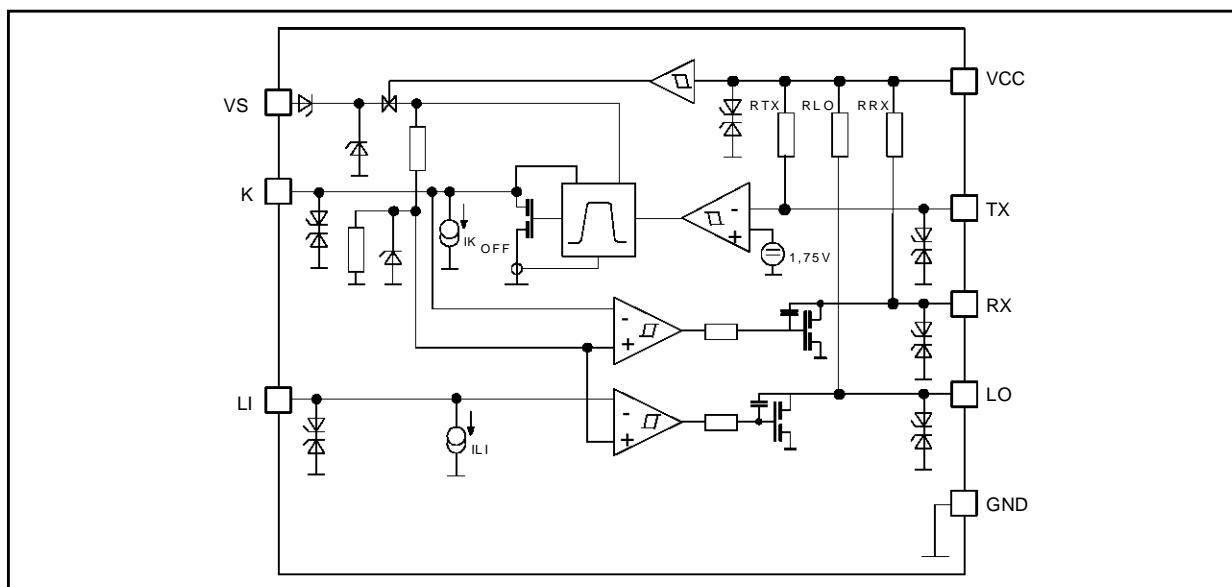 VS
VCC
RTX RLO RRX
K
TX
IK
OFF
-
+
1,75V
RX
-
+
LI
LO
-
+
ILI
GND